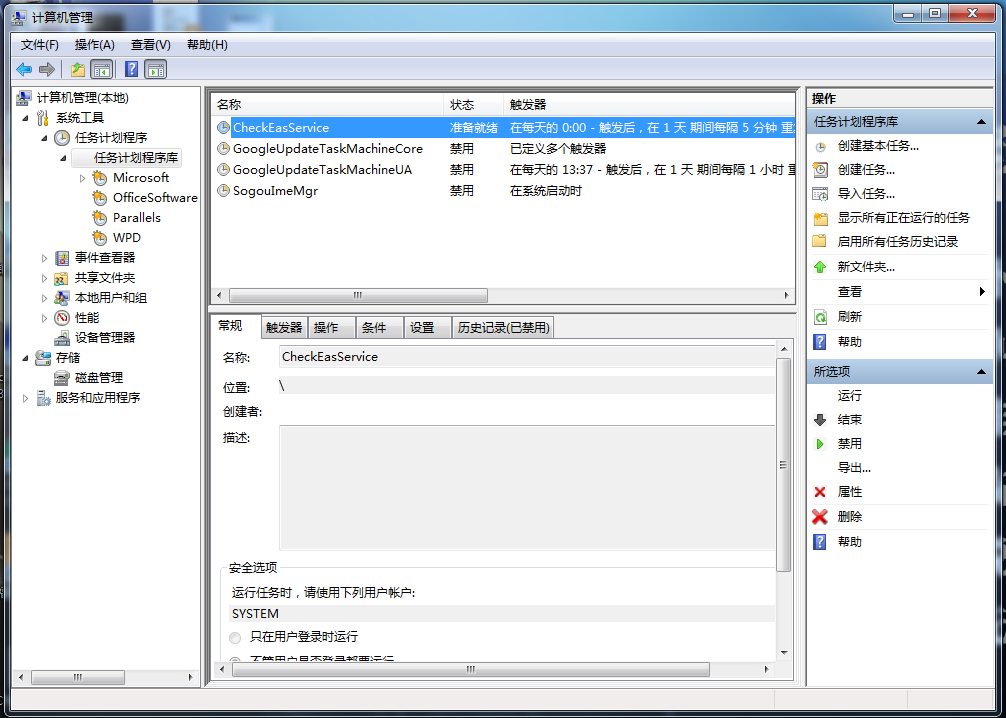 计算机管理
文件(F) 操作(A) 查看(V) 帮助(H)
计算机管理(本地)
系统工具
任务计划程序
任务计划程序库
Microsoft
OfficeSoftware
Parallels
WPD
事件查看器
共享文件夹
本地用户和组
性能
设备管理器
存储
磁盘管理
服务和应用程序
名称 状态 触发器
CheckEasService 准备就绪 在每天的 0:00 - 触发后，在 1 天 期间每隔 5 分钟 重
GoogleUpdateTaskMachineCore 禁用 已定义多个触发器
GoogleUpdateTaskMachineUA 禁用 在每天的 13:37 - 触发后，在 1 天 期间每隔 1 小时 重
SogouImeMgr 禁用 在系统启动时
常规 触发器 操作 条件 设置 历史记录(已禁用)
名称: CheckEasService
位置: \
创建者:
描述:
安全选项
运行任务时，请使用下列用户帐户:
SYSTEM
只在用户登录时运行
不管用户是否登录都要运行
操作
任务计划程序库
创建基本任务...
创建任务...
导入任务...
显示所有正在运行的任务
启用所有任务历史记录
新文件夹...
查看
刷新
帮助
所选项
运行
结束
禁用
导出...
属性
删除
帮助